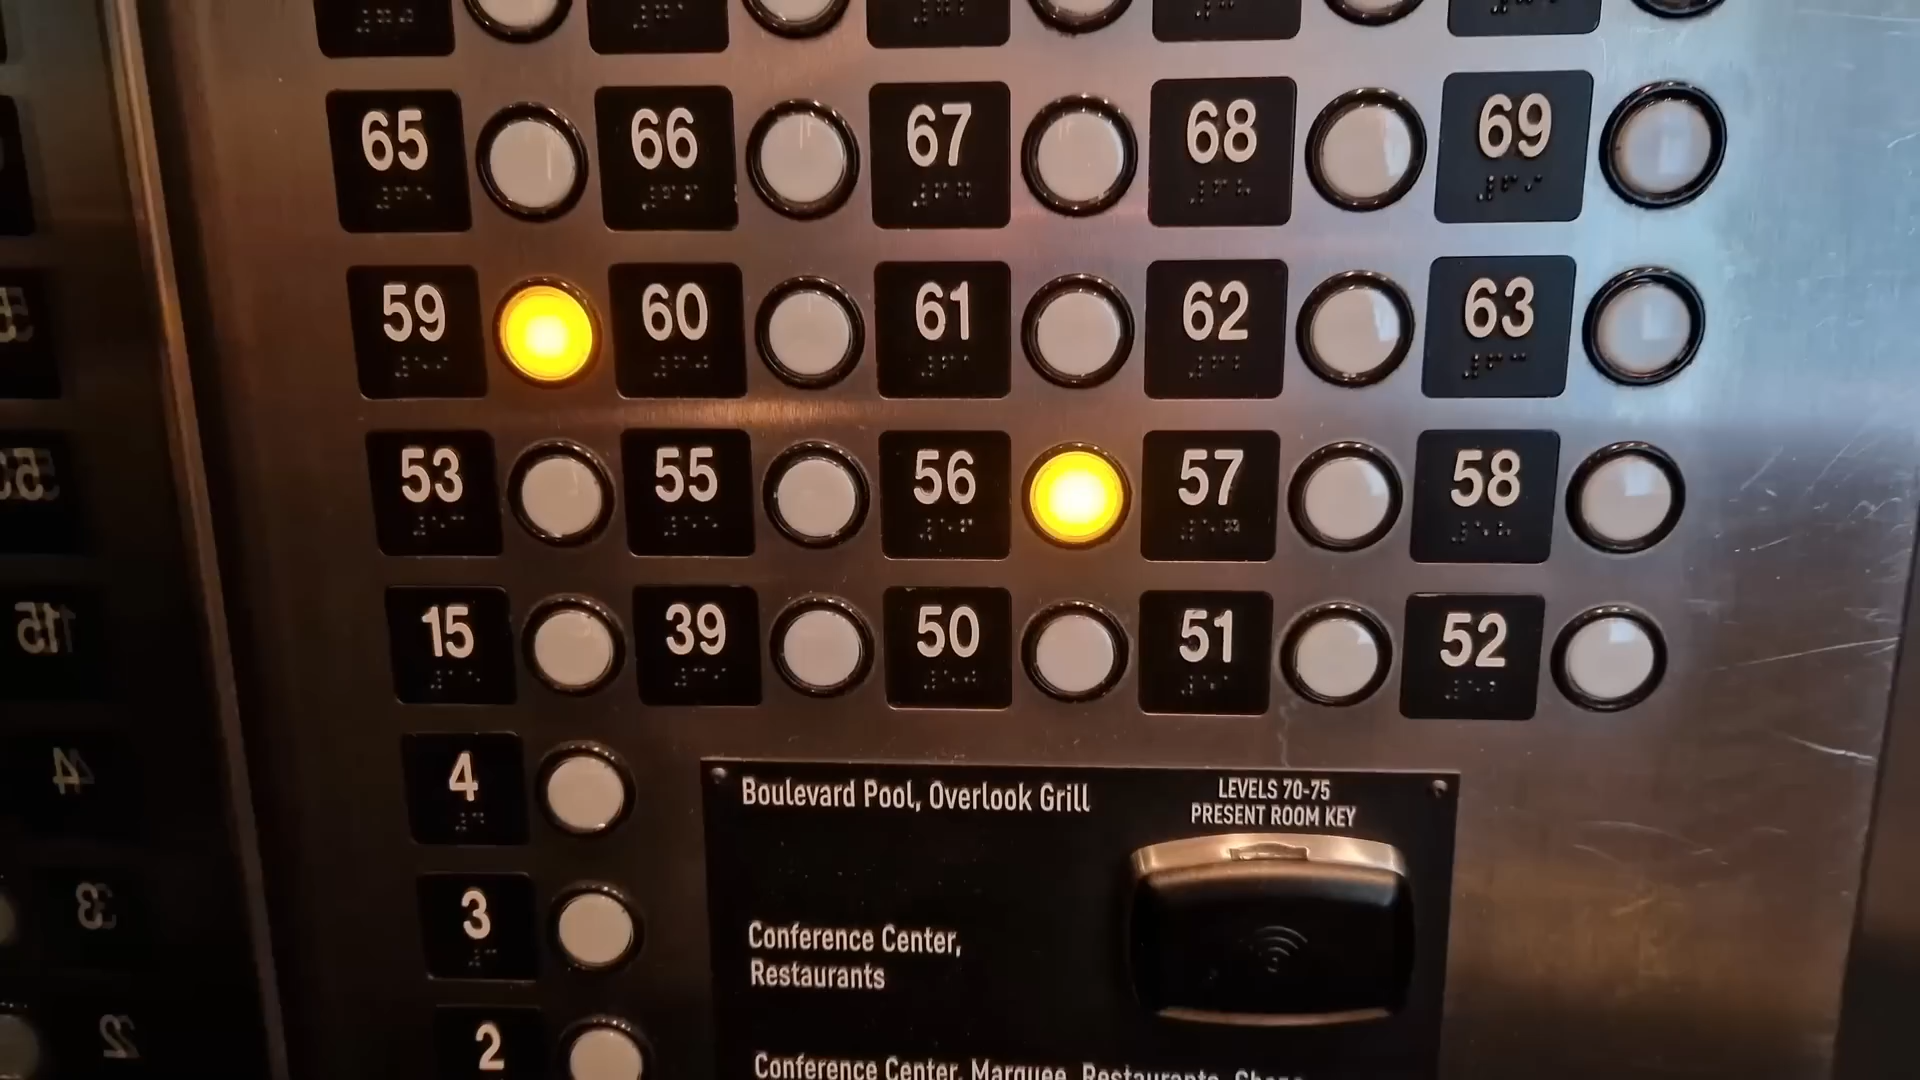 65 66 67 68 69
59 60 61 62 63
53 55 56 57 58
15 39 50 51 52
4
3
2
Boulevard Pool, Overlook Grill
LEVELS 70-75
PRESENT ROOM KEY
Conference Center,
Restaurants
Conference Center, Marquee, Restaurants,